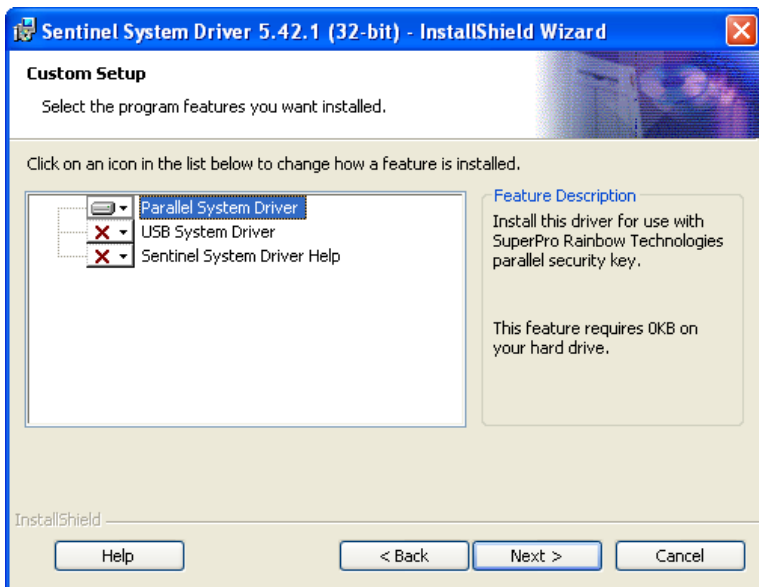 Sentinel System Driver 5.42.1 (32-bit) - InstallShield Wizard
Custom Setup
Select the program features you want installed.
Click on an icon in the list below to change how a feature is installed.
Parallel System Driver
USB System Driver
Sentinel System Driver Help
Feature Description
Install this driver for use with
SuperPro Rainbow Technologies
parallel security key.
This feature requires 0KB on
your hard drive.
InstallShield
Help
< Back
Next >
Cancel